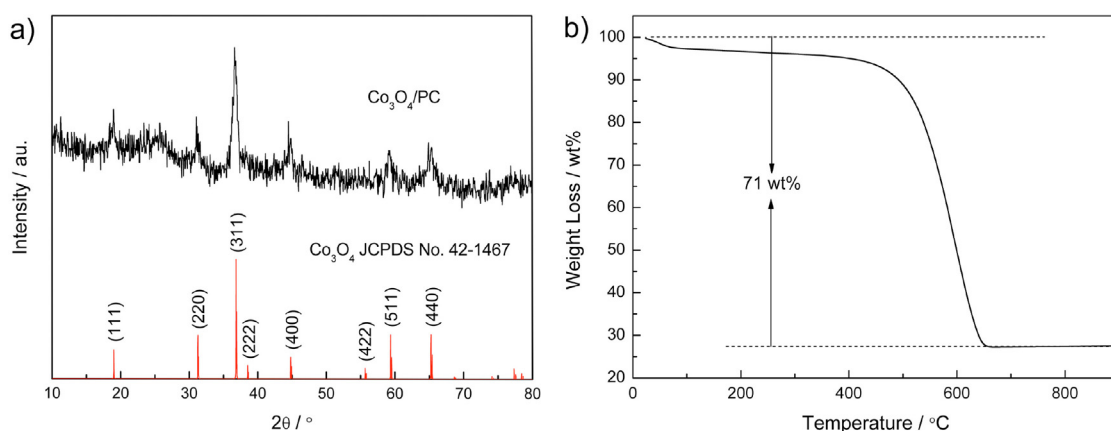 a)
Intensity / au.
Co₃O₄/PC
Co₃O₄ JCPDS No. 42-1467
(111)
(220)
(311)
(222)
(400)
(422)
(511)
(440)
10 20 30 40 50 60 70 80
2θ / °
b)
Weight Loss / wt%
100
90
80
70
60
50
40
30
20
71 wt%
0 200 400 600 800
Temperature / °C